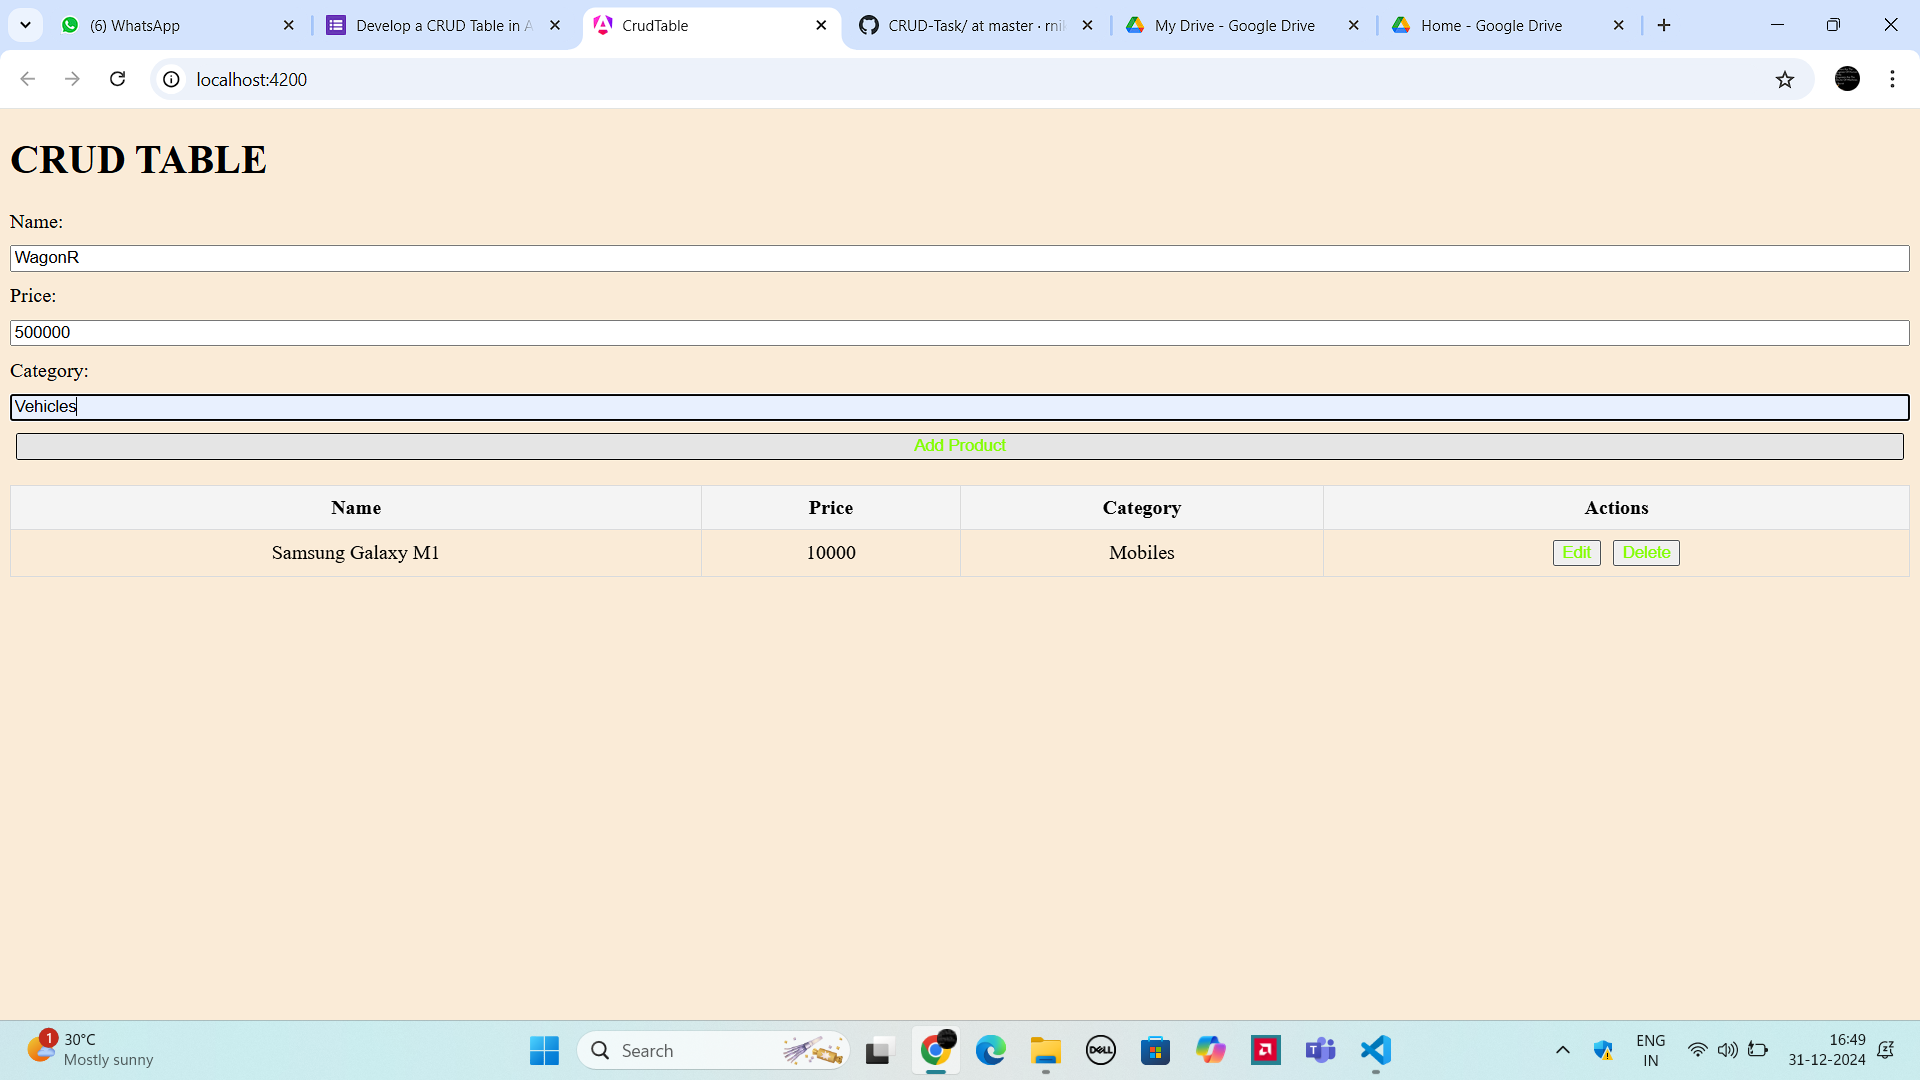 (6) WhatsApp
Develop a CRUD Table in A
CrudTable
CRUD-Task/ at master · rnik
My Drive - Google Drive
Home - Google Drive
localhost:4200
CRUD TABLE
Name:
WagonR
Price:
500000
Category:
Vehicles
Add Product
Name Price Category Actions
Samsung Galaxy M1 10000 Mobiles Edit Delete
1
30°C
Mostly sunny
Search
DELL
ENG
IN
16:49
31-12-2024